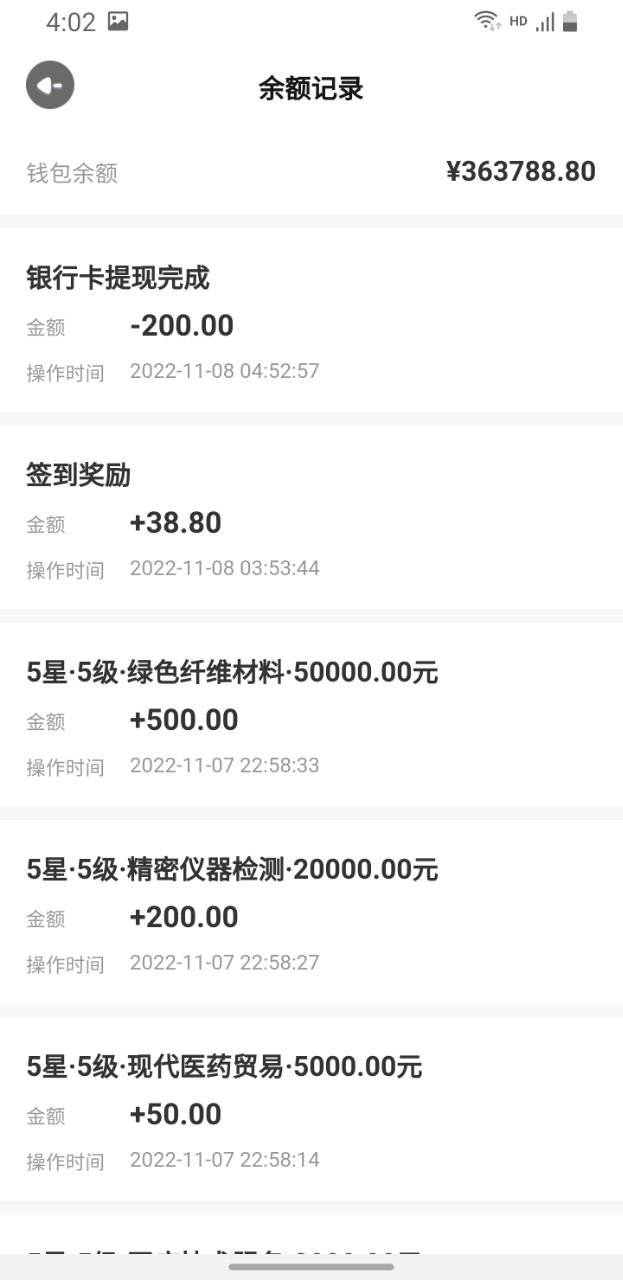 4:02
HD
余额记录
钱包余额 ¥363788.80
银行卡提现完成
金额 -200.00
操作时间 2022-11-08 04:52:57
签到奖励
金额 +38.80
操作时间 2022-11-08 03:53:44
5星·5级·绿色纤维材料·50000.00元
金额 +500.00
操作时间 2022-11-07 22:58:33
5星·5级·精密仪器检测·20000.00元
金额 +200.00
操作时间 2022-11-07 22:58:27
5星·5级·现代医药贸易·5000.00元
金额 +50.00
操作时间 2022-11-07 22:58:14